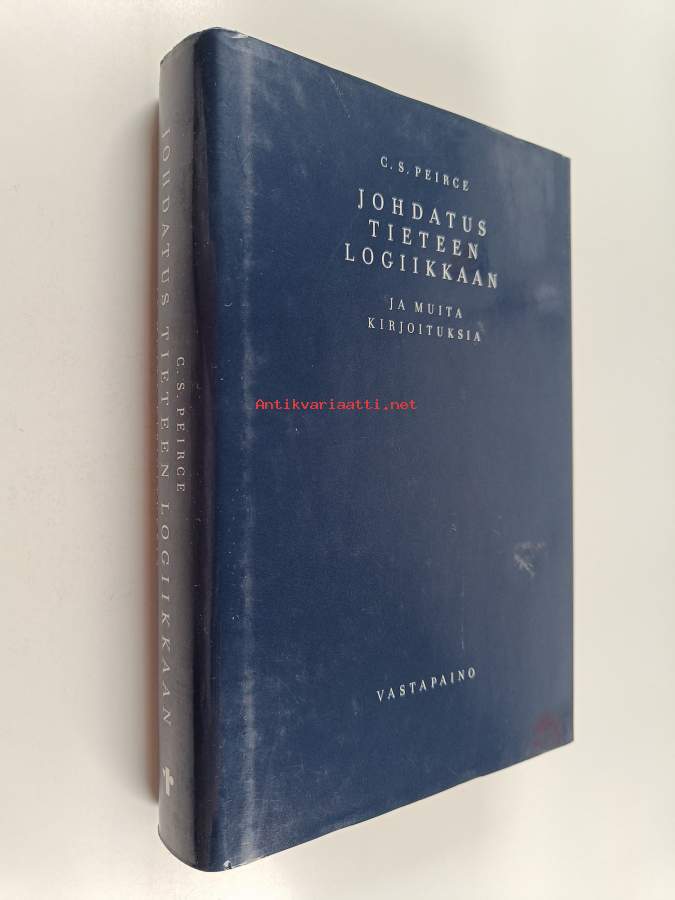 C. S. PEIRCE
JOHDATUS
TIETEEN
LOGIIKKAAN
JA MUITA
KIRJOITUKSIA
Antikvariaatti.net
VASTAPAINO
C. S. PEIRCE
JOHDATUS TIETEEN LOGIIKKAAN